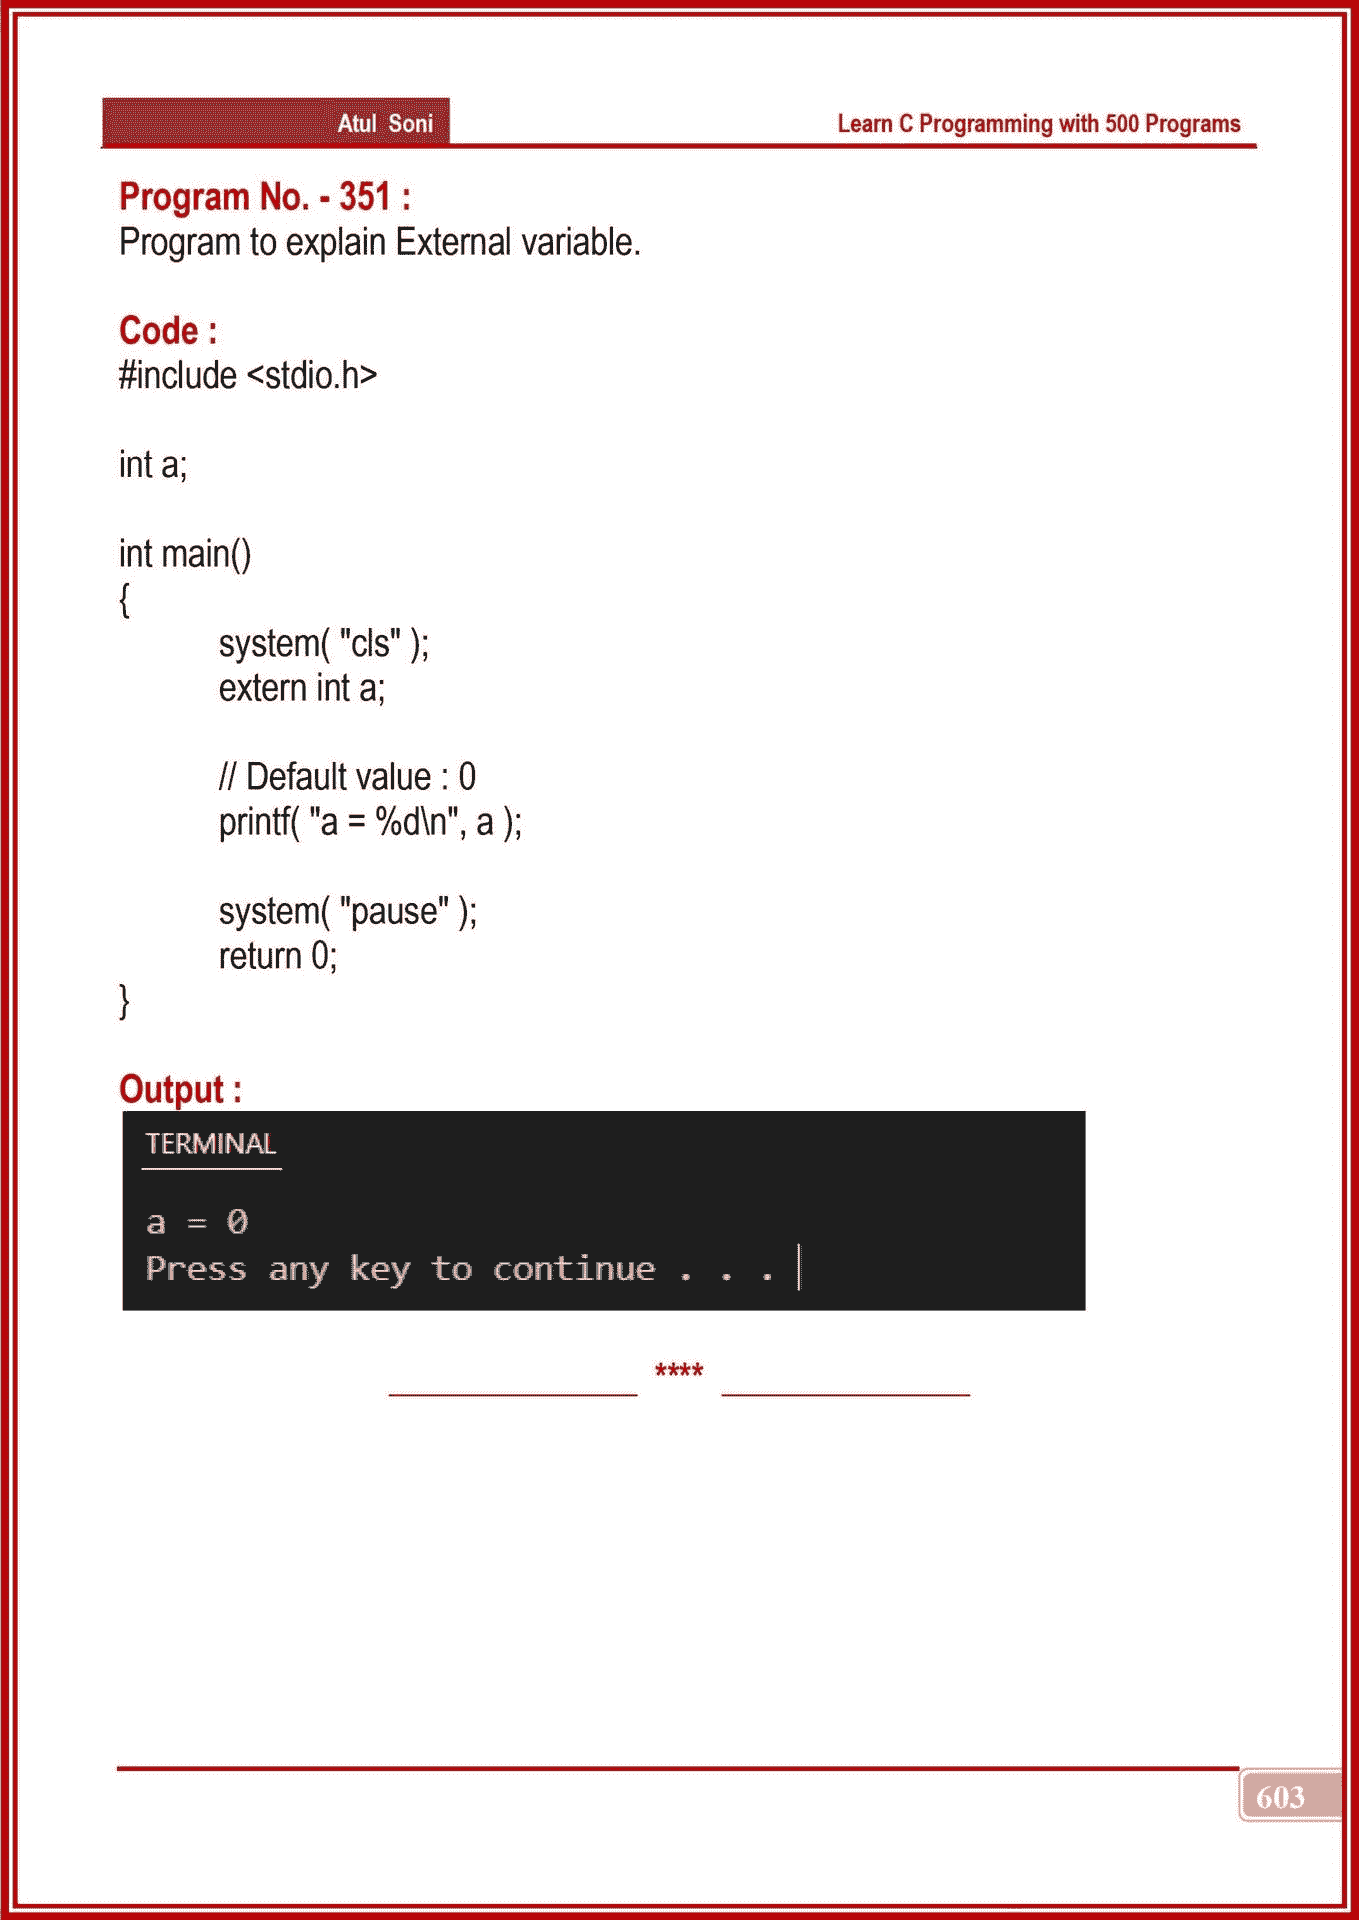 Atul Soni
Learn C Programming with 500 Programs
Program No. - 351 :
Program to explain External variable.
Code :
#include <stdio.h>
int a;
int main()
{
system( "cls" );
extern int a;
// Default value : 0
printf( "a = %d\n", a );
system( "pause" );
return 0;
}
Output :
TERMINAL
a = 0
Press any key to continue . . .
****
603